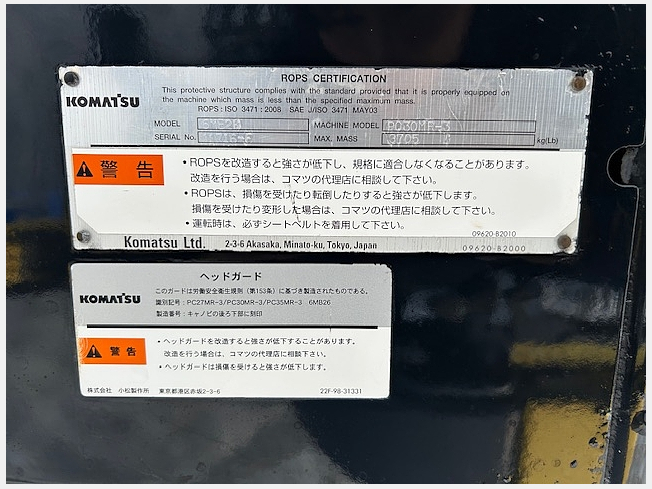 ROPS CERTIFICATION
KOMATSU
This protective structure complies with the standard provided that it is properly equipped on
the machine which mass is less than the specified maximum mass.
ROPS : ISO 3471 : 2008 SAE J/ISO 3471 MAY03
MODEL MACHINE MODEL PC30MR-3
SERIAL No. MAX. MASS 3705 kg(Lb)
警告
•ROPSを改造すると強さが低下し、規格に適合しなくなることがあります。
改造を行う場合は、コマツの代理店に相談して下さい。
•ROPSは、損傷を受けたり転倒したりすると強さが低下します。
損傷を受けたり変形した場合は、コマツの代理店に相談して下さい。
•運転時は、必ずシートベルトを着用して下さい。
09620-82010
Komatsu Ltd. 2-3-6 Akasaka, Minato-ku, Tokyo, Japan 09620-82000
ヘッドガード
KOMATSU
このガードは労働安全衛生規則（第153条）に基づき製造されたものである。
識別記号：PC27MR-3/PC30MR-3/PC35MR-3 6MB26
製造番号：キャノピの後ろ下部に刻印
警告
•ヘッドガードを改造すると強さが低下することがあります。
改造を行う場合は、コマツの代理店に相談して下さい。
•ヘッドガードは損傷を受けると強さが低下します。
株式会社 小松製作所 東京都港区赤坂2-3-6 22F-98-31331